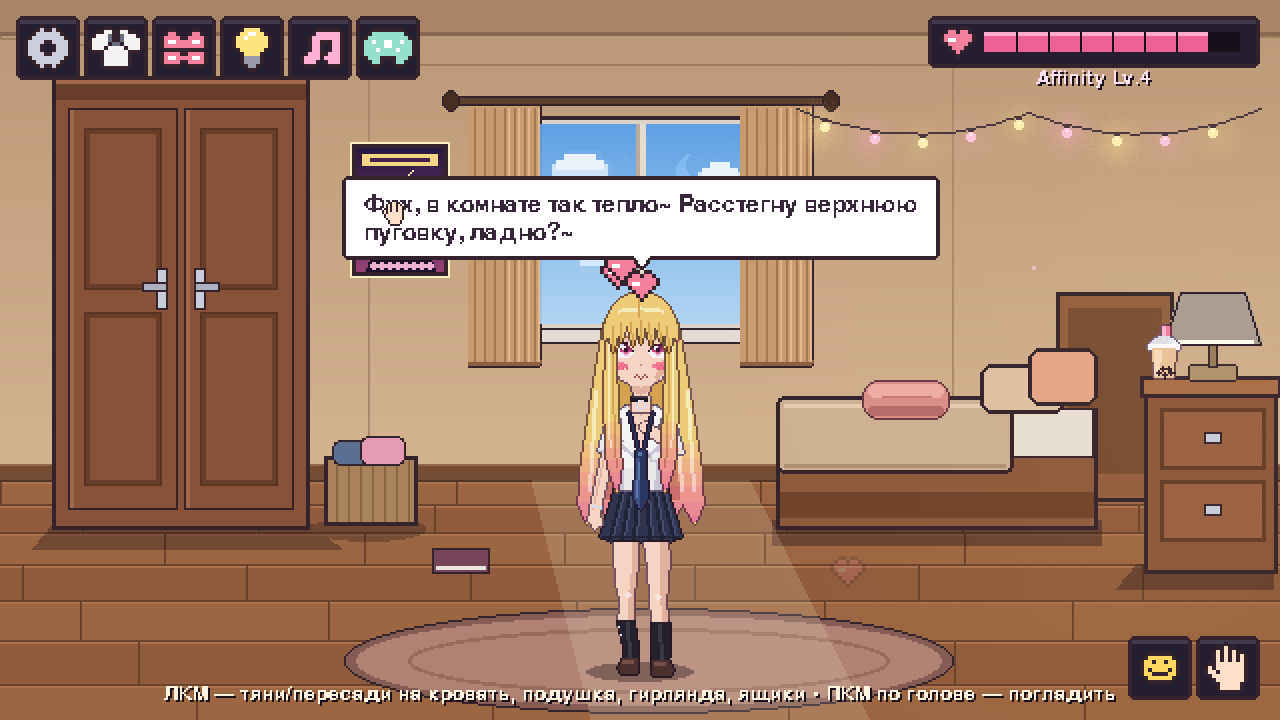 Affinity Lv.4
Фух, в комнате так тепло~ Расстегну верхнюю
пуговку, ладно?~
ЛКМ — тяни/пересади на кровать, подушка, гирлянда, ящики · ПКМ по голове — погладить